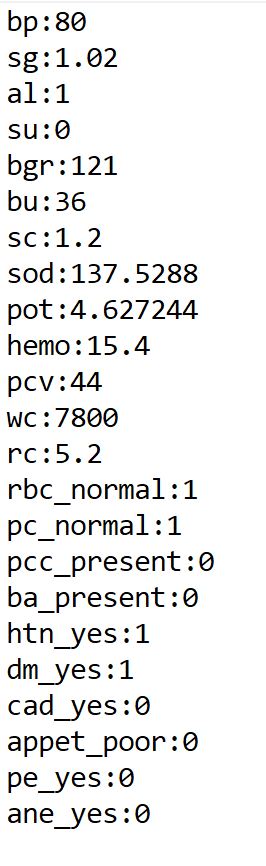 bp:80
sg:1.02
al:1
su:0
bgr:121
bu:36
sc:1.2
sod:137.5288
pot:4.627244
hemo:15.4
pcv:44
wc:7800
rc:5.2
rbc_normal:1
pc_normal:1
pcc_present:0
ba_present:0
htn_yes:1
dm_yes:1
cad_yes:0
appet_poor:0
pe_yes:0
ane_yes:0